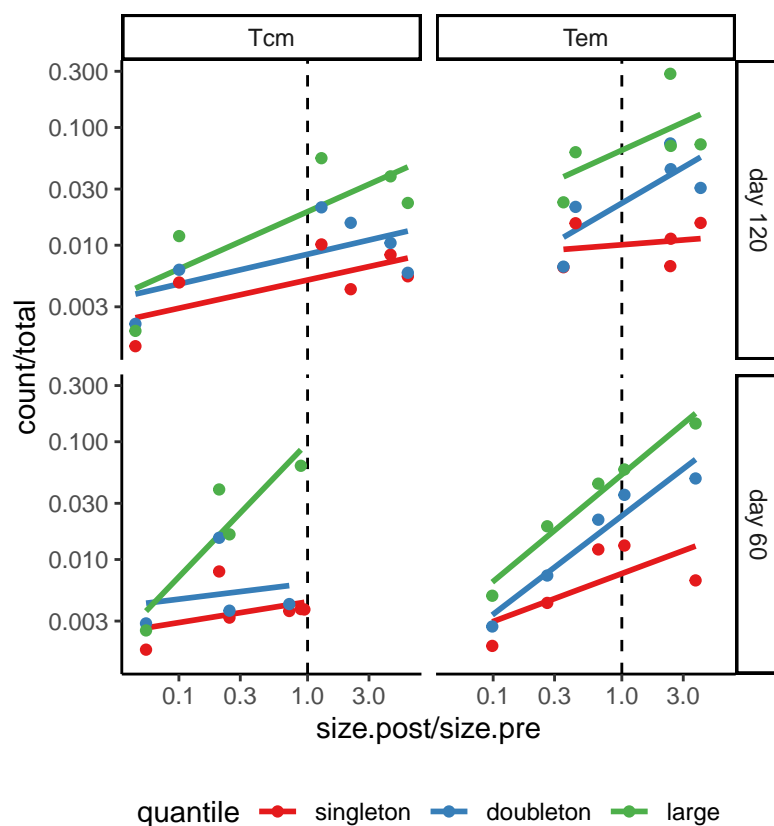 Tcm Tem
0.300
0.100
0.030
0.010
0.003
day 120
0.300
0.100
0.030
0.010
0.003
day 60
count/total
0.1 0.3 1.0 3.0 0.1 0.3 1.0 3.0
size.post/size.pre
quantile singleton doubleton large